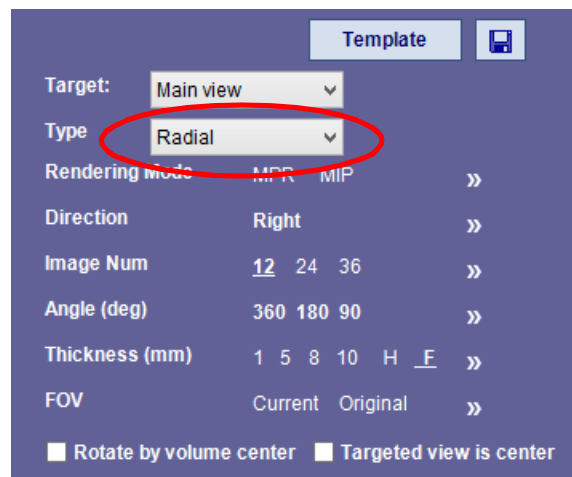 Template
Target: Main view
Type Radial
Rendering Mode MPR MIP »
Direction Right »
Image Num 12 24 36 »
Angle (deg) 360 180 90 »
Thickness (mm) 1 5 8 10 H F »
FOV Current Original »
Rotate by volume center Targeted view is center